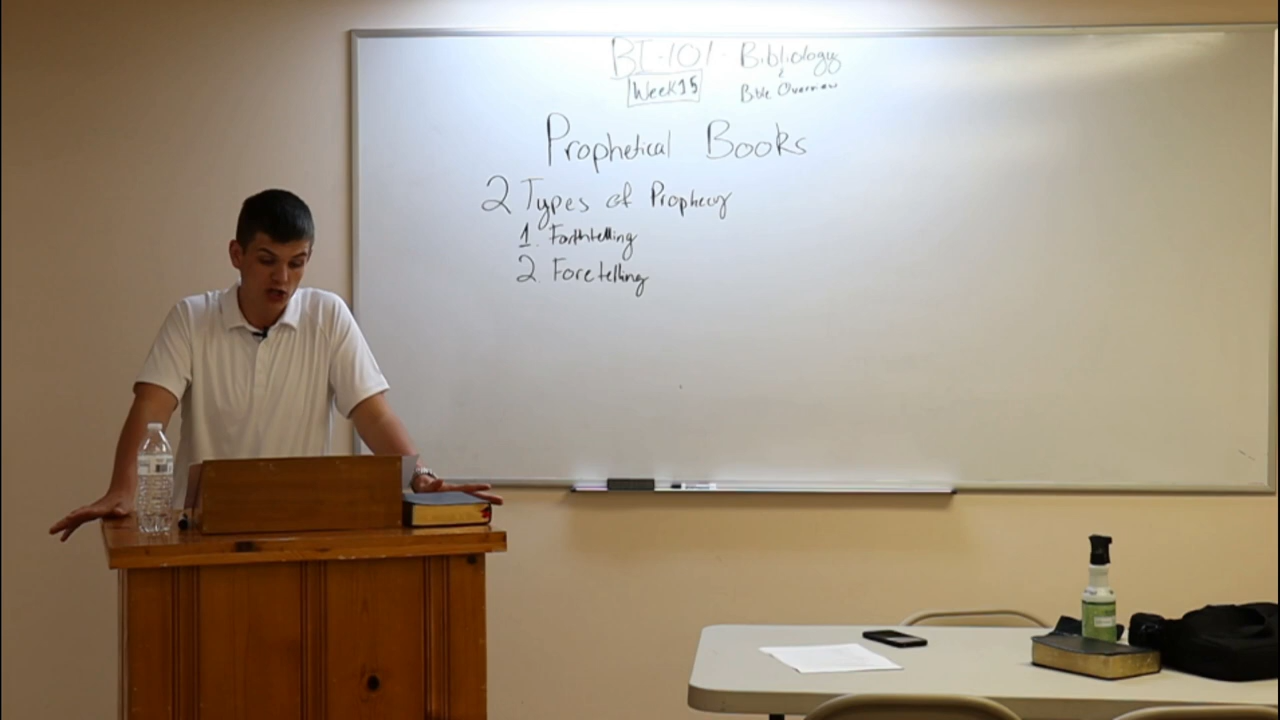 BI-101 - Bibliology
Week 15
& Bible Overview
Prophetical Books
2 Types of Prophecy
1. Forthtelling
2. Foretelling